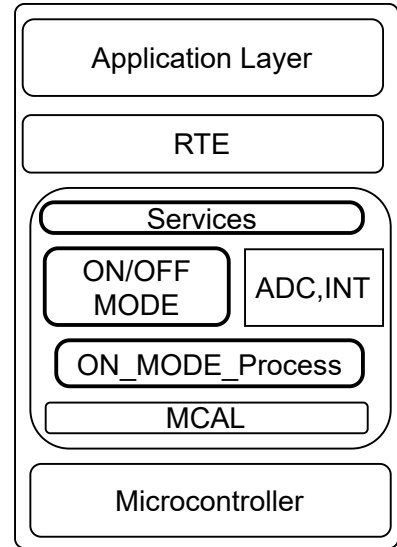 Application Layer
RTE
Services
ON/OFF
MODE
ADC,INT
ON_MODE_Process
MCAL
Microcontroller